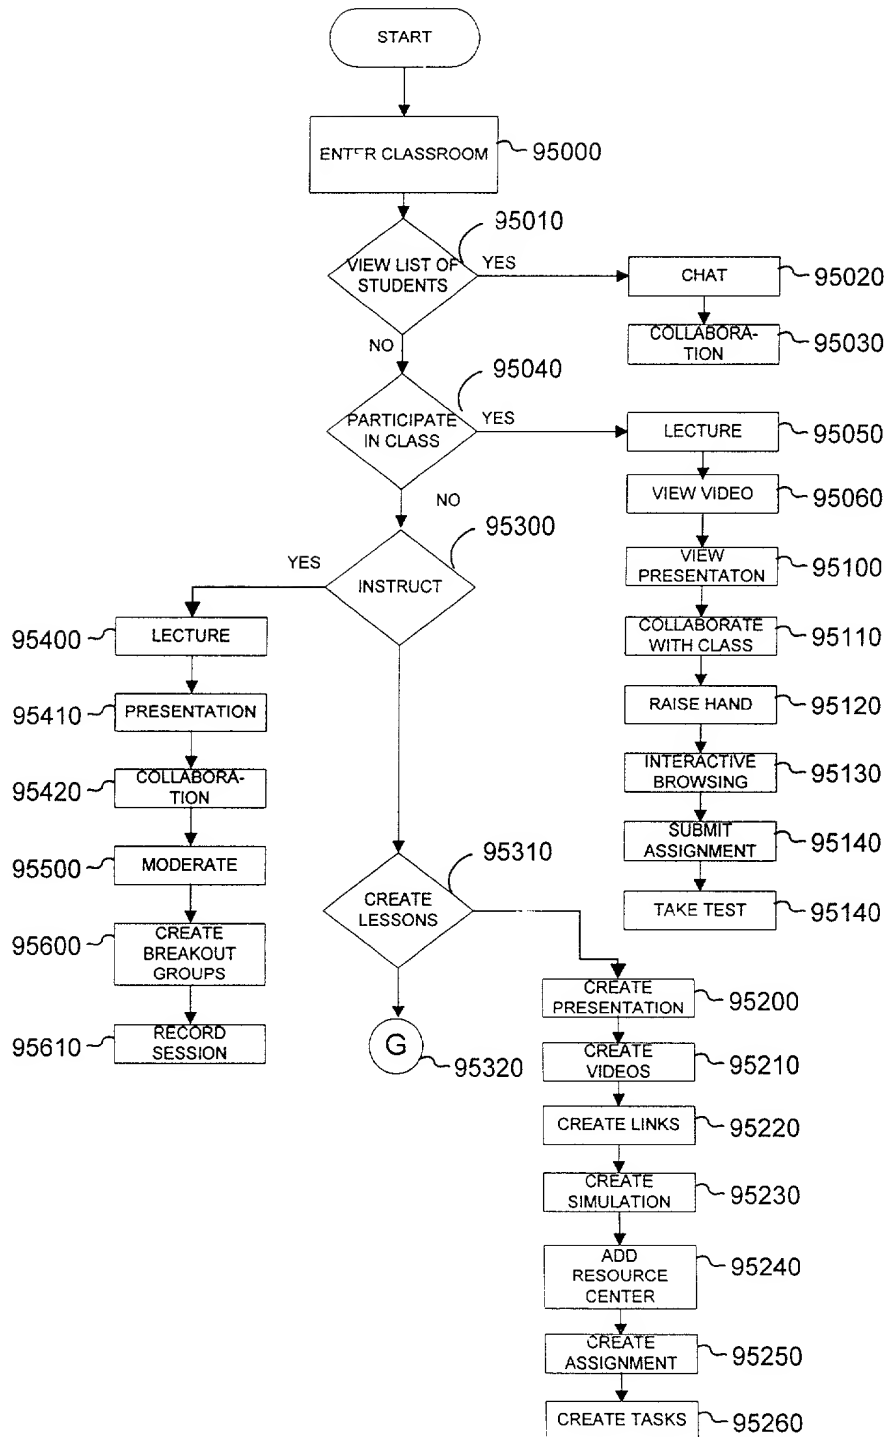 START
ENTER CLASSROOM
95000
95010
VIEW LIST OF
STUDENTS
YES
CHAT
95020
COLLABORA-
TION
95030
NO
95040
PARTICIPATE
IN CLASS
YES
LECTURE
95050
VIEW VIDEO
95060
NO
95300
VIEW
PRESENTATON
95100
YES
INSTRUCT
COLLABORATE
WITH CLASS
95110
95400
LECTURE
RAISE HAND
95120
95410
PRESENTATION
INTERACTIVE
BROWSING
95130
95420
COLLABORA-
TION
SUBMIT
ASSIGNMENT
95140
95500
MODERATE
95310
CREATE
LESSONS
TAKE TEST
95140
95600
CREATE
BREAKOUT
GROUPS
CREATE
PRESENTATION
95200
95610
RECORD
SESSION
G
95320
CREATE
VIDEOS
95210
CREATE LINKS
95220
CREATE
SIMULATION
95230
ADD
RESOURCE
CENTER
95240
CREATE
ASSIGNMENT
95250
CREATE TASKS
95260